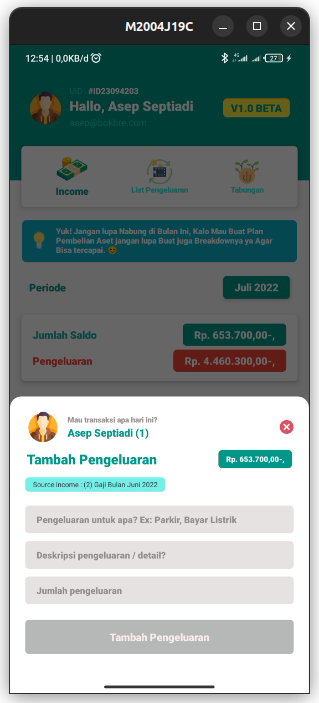 M2004J19C
12:54 | 0,0KB/d
4G
27
UID : #ID23094203
Hallo, Asep Septiadi
V1.0 BETA
Income
List Pengeluaran
Tabungan
Yuk! Jangan lupa Nabung di Bulan Ini, Kalo Mau Buat Plan
Pembelian Aset jangan lupa Buat juga Breakdownya ya Agar
Bisa tercapai. 😊
Periode
Juli 2022
Jumlah Saldo
Rp. 653.700,00-,
Pengeluaran
Rp. 4.460.300,00-,
Mau transaksi apa hari ini?
Asep Septiadi (1)
Tambah Pengeluaran
Rp. 653.700,00-,
Source income : (2) Gaji Bulan Juni 2022
Pengeluaran untuk apa? Ex: Parkir, Bayar Listrik
Deskripsi pengeluaran / detail?
Jumlah pengeluaran
Tambah Pengeluaran